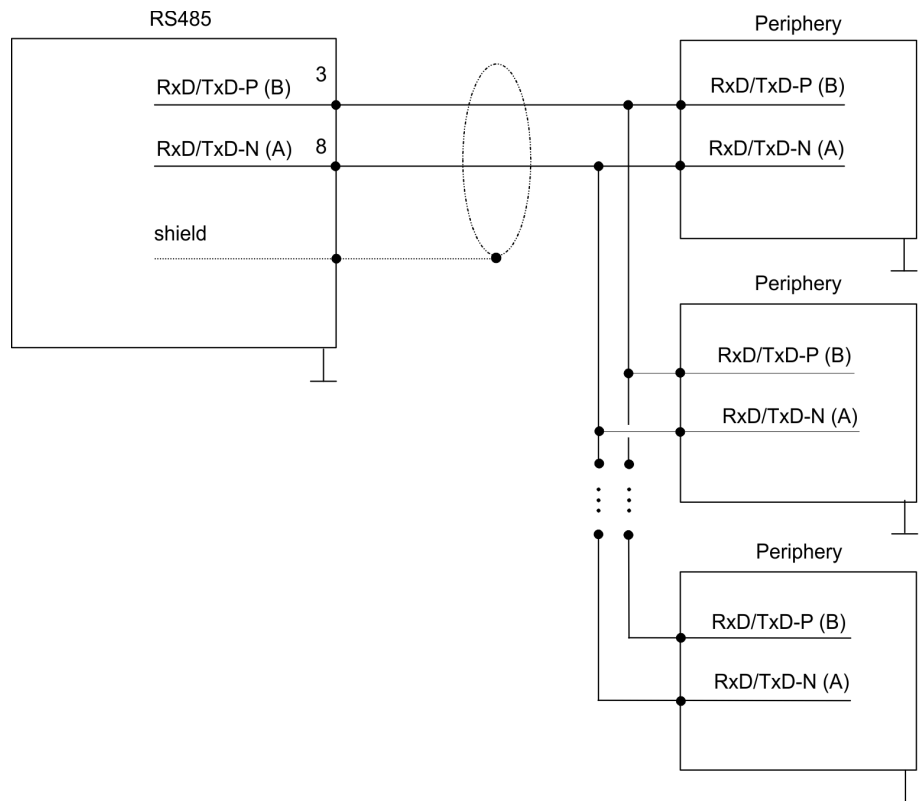 RS485
RxD/TxD-P (B)
3
RxD/TxD-N (A)
8
shield
Periphery
RxD/TxD-P (B)
RxD/TxD-N (A)
Periphery
RxD/TxD-P (B)
RxD/TxD-N (A)
Periphery
RxD/TxD-P (B)
RxD/TxD-N (A)